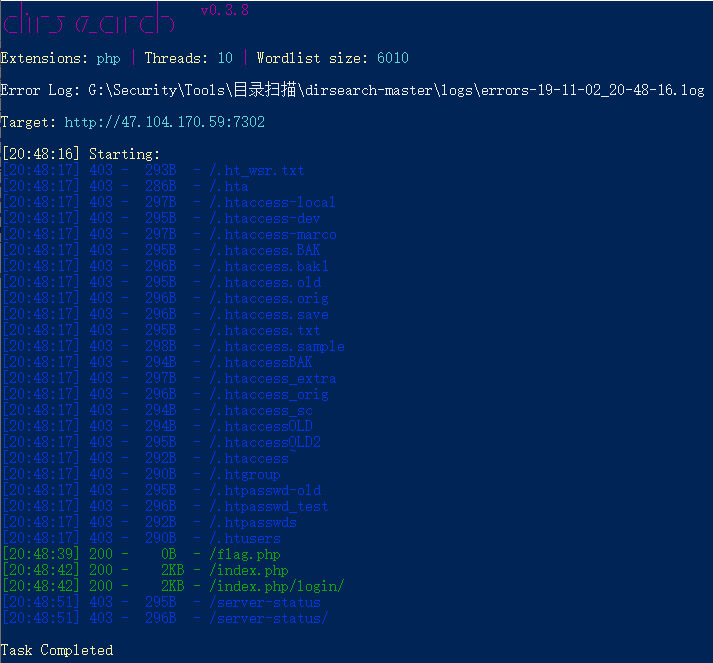 v0.3.8
Extensions: php | Threads: 10 | Wordlist size: 6010
Error Log: G:\Security\Tools\目录扫描\dirsearch-master\logs\errors-19-11-02_20-48-16.log
Target: http://47.104.170.59:7302
[20:48:16] Starting:
[20:48:17] 403 -  293B  - /.ht_wsr.txt
[20:48:17] 403 -  286B  - /.hta
[20:48:17] 403 -  297B  - /.htaccess-local
[20:48:17] 403 -  295B  - /.htaccess-dev
[20:48:17] 403 -  297B  - /.htaccess-marco
[20:48:17] 403 -  295B  - /.htaccess.BAK
[20:48:17] 403 -  296B  - /.htaccess.bak1
[20:48:17] 403 -  295B  - /.htaccess.old
[20:48:17] 403 -  296B  - /.htaccess.orig
[20:48:17] 403 -  296B  - /.htaccess.save
[20:48:17] 403 -  295B  - /.htaccess.txt
[20:48:17] 403 -  298B  - /.htaccess.sample
[20:48:17] 403 -  294B  - /.htaccessBAK
[20:48:17] 403 -  297B  - /.htaccess_extra
[20:48:17] 403 -  296B  - /.htaccess_orig
[20:48:17] 403 -  294B  - /.htaccess_sc
[20:48:17] 403 -  294B  - /.htaccessOLD
[20:48:17] 403 -  295B  - /.htaccessOLD2
[20:48:17] 403 -  292B  - /.htaccess
[20:48:17] 403 -  290B  - /.htgroup
[20:48:17] 403 -  295B  - /.htpasswd-old
[20:48:17] 403 -  296B  - /.htpasswd_test
[20:48:17] 403 -  292B  - /.htpasswds
[20:48:17] 403 -  290B  - /.htusers
[20:48:39] 200 -    0B  - /flag.php
[20:48:42] 200 -    2KB - /index.php
[20:48:42] 200 -    2KB - /index.php/login/
[20:48:51] 403 -  295B  - /server-status
[20:48:51] 403 -  296B  - /server-status/
Task Completed